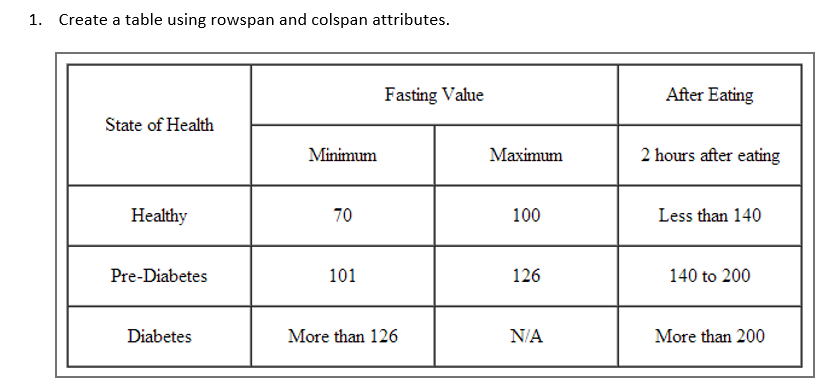 1. Create a table using rowspan and colspan attributes.
State of Health Fasting Value After Eating
Minimum Maximum 2 hours after eating
Healthy 70 100 Less than 140
Pre-Diabetes 101 126 140 to 200
Diabetes More than 126 N/A More than 200